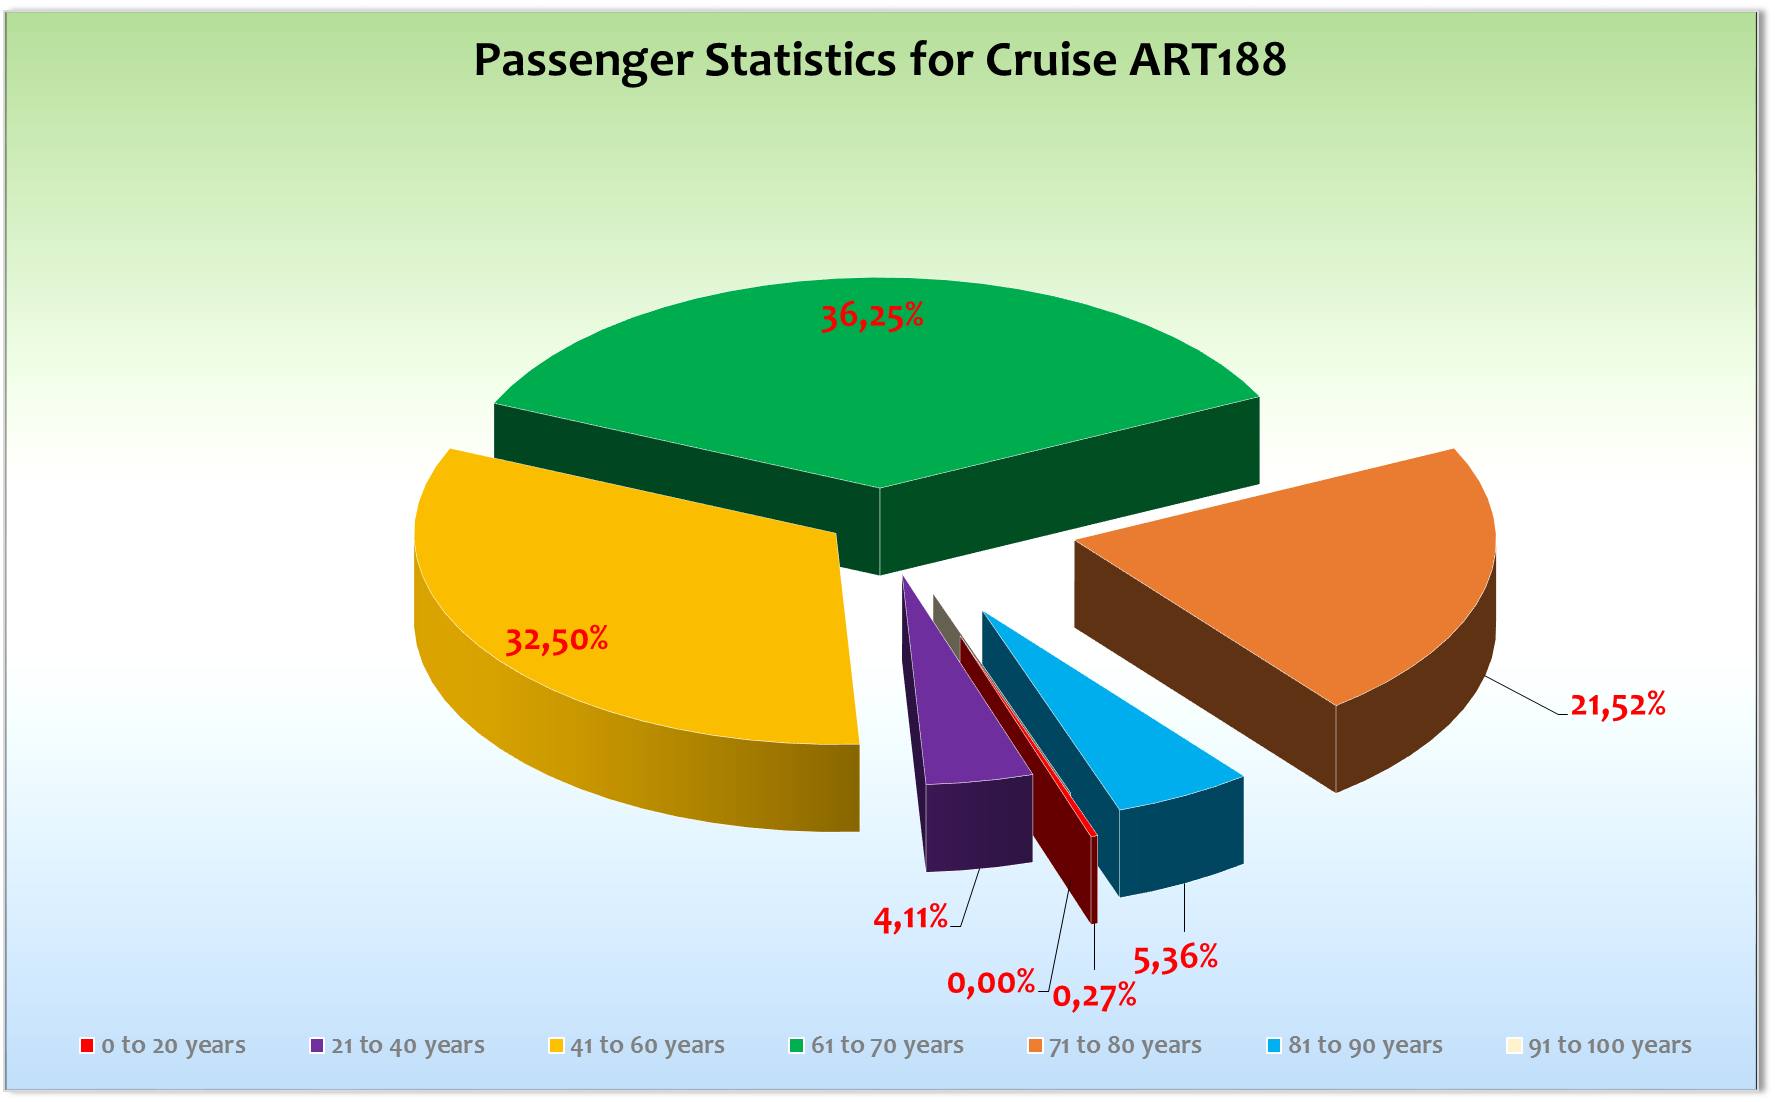 Passenger Statistics for Cruise ART188
36,25%
32,50%
21,52%
4,11%
5,36%
0,00%
0,27%
0 to 20 years
21 to 40 years
41 to 60 years
61 to 70 years
71 to 80 years
81 to 90 years
91 to 100 years